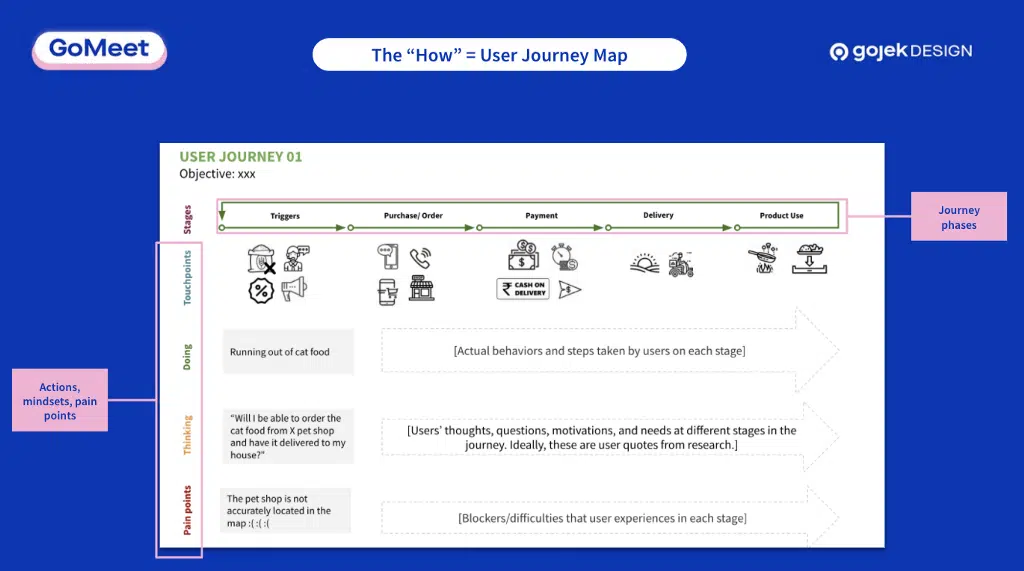 GoMeet
The “How” = User Journey Map
gojek DESIGN
USER JOURNEY 01
Objective: xxx
Stages
Triggers
Purchase/ Order
Payment
Delivery
Product Use
Journey
phases
Touchpoints
₹ CASH ON
DELIVERY
Doing
Running out of cat food
[Actual behaviors and steps taken by users on each stage]
Actions,
mindsets, pain
points
Thinking
“Will I be able to order the
cat food from X pet shop
and have it delivered to my
house?”
[Users’ thoughts, questions, motivations, and needs at different stages in the
journey. Ideally, these are user quotes from research.]
Pain points
The pet shop is not
accurately located in the
map :( :( :(
[Blockers/difficulties that user experiences in each stage]